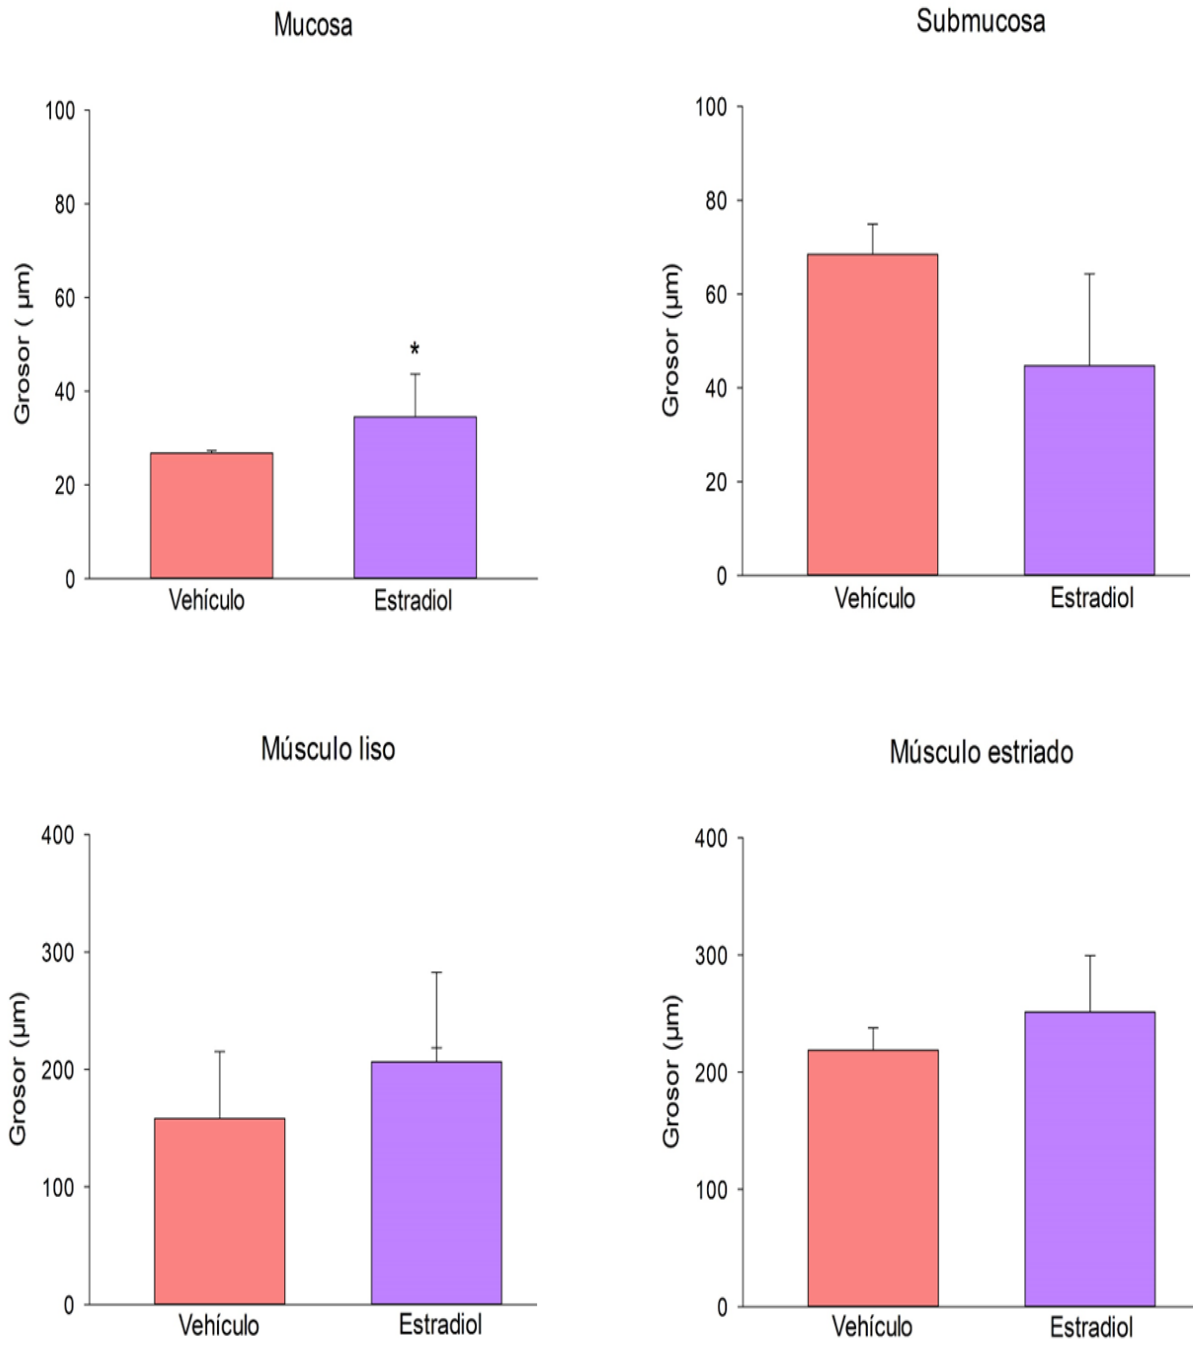 Mucosa
100
80
60
40
20
0
Grosor ( µm)
*
Vehículo
Estradiol
Submucosa
100
80
60
40
20
0
Grosor (µm)
Vehículo
Estradiol
Músculo liso
400
300
200
100
0
Grosor (µm)
Vehículo
Estradiol
Músculo estriado
400
300
200
100
0
Grosor (µm)
Vehículo
Estradiol